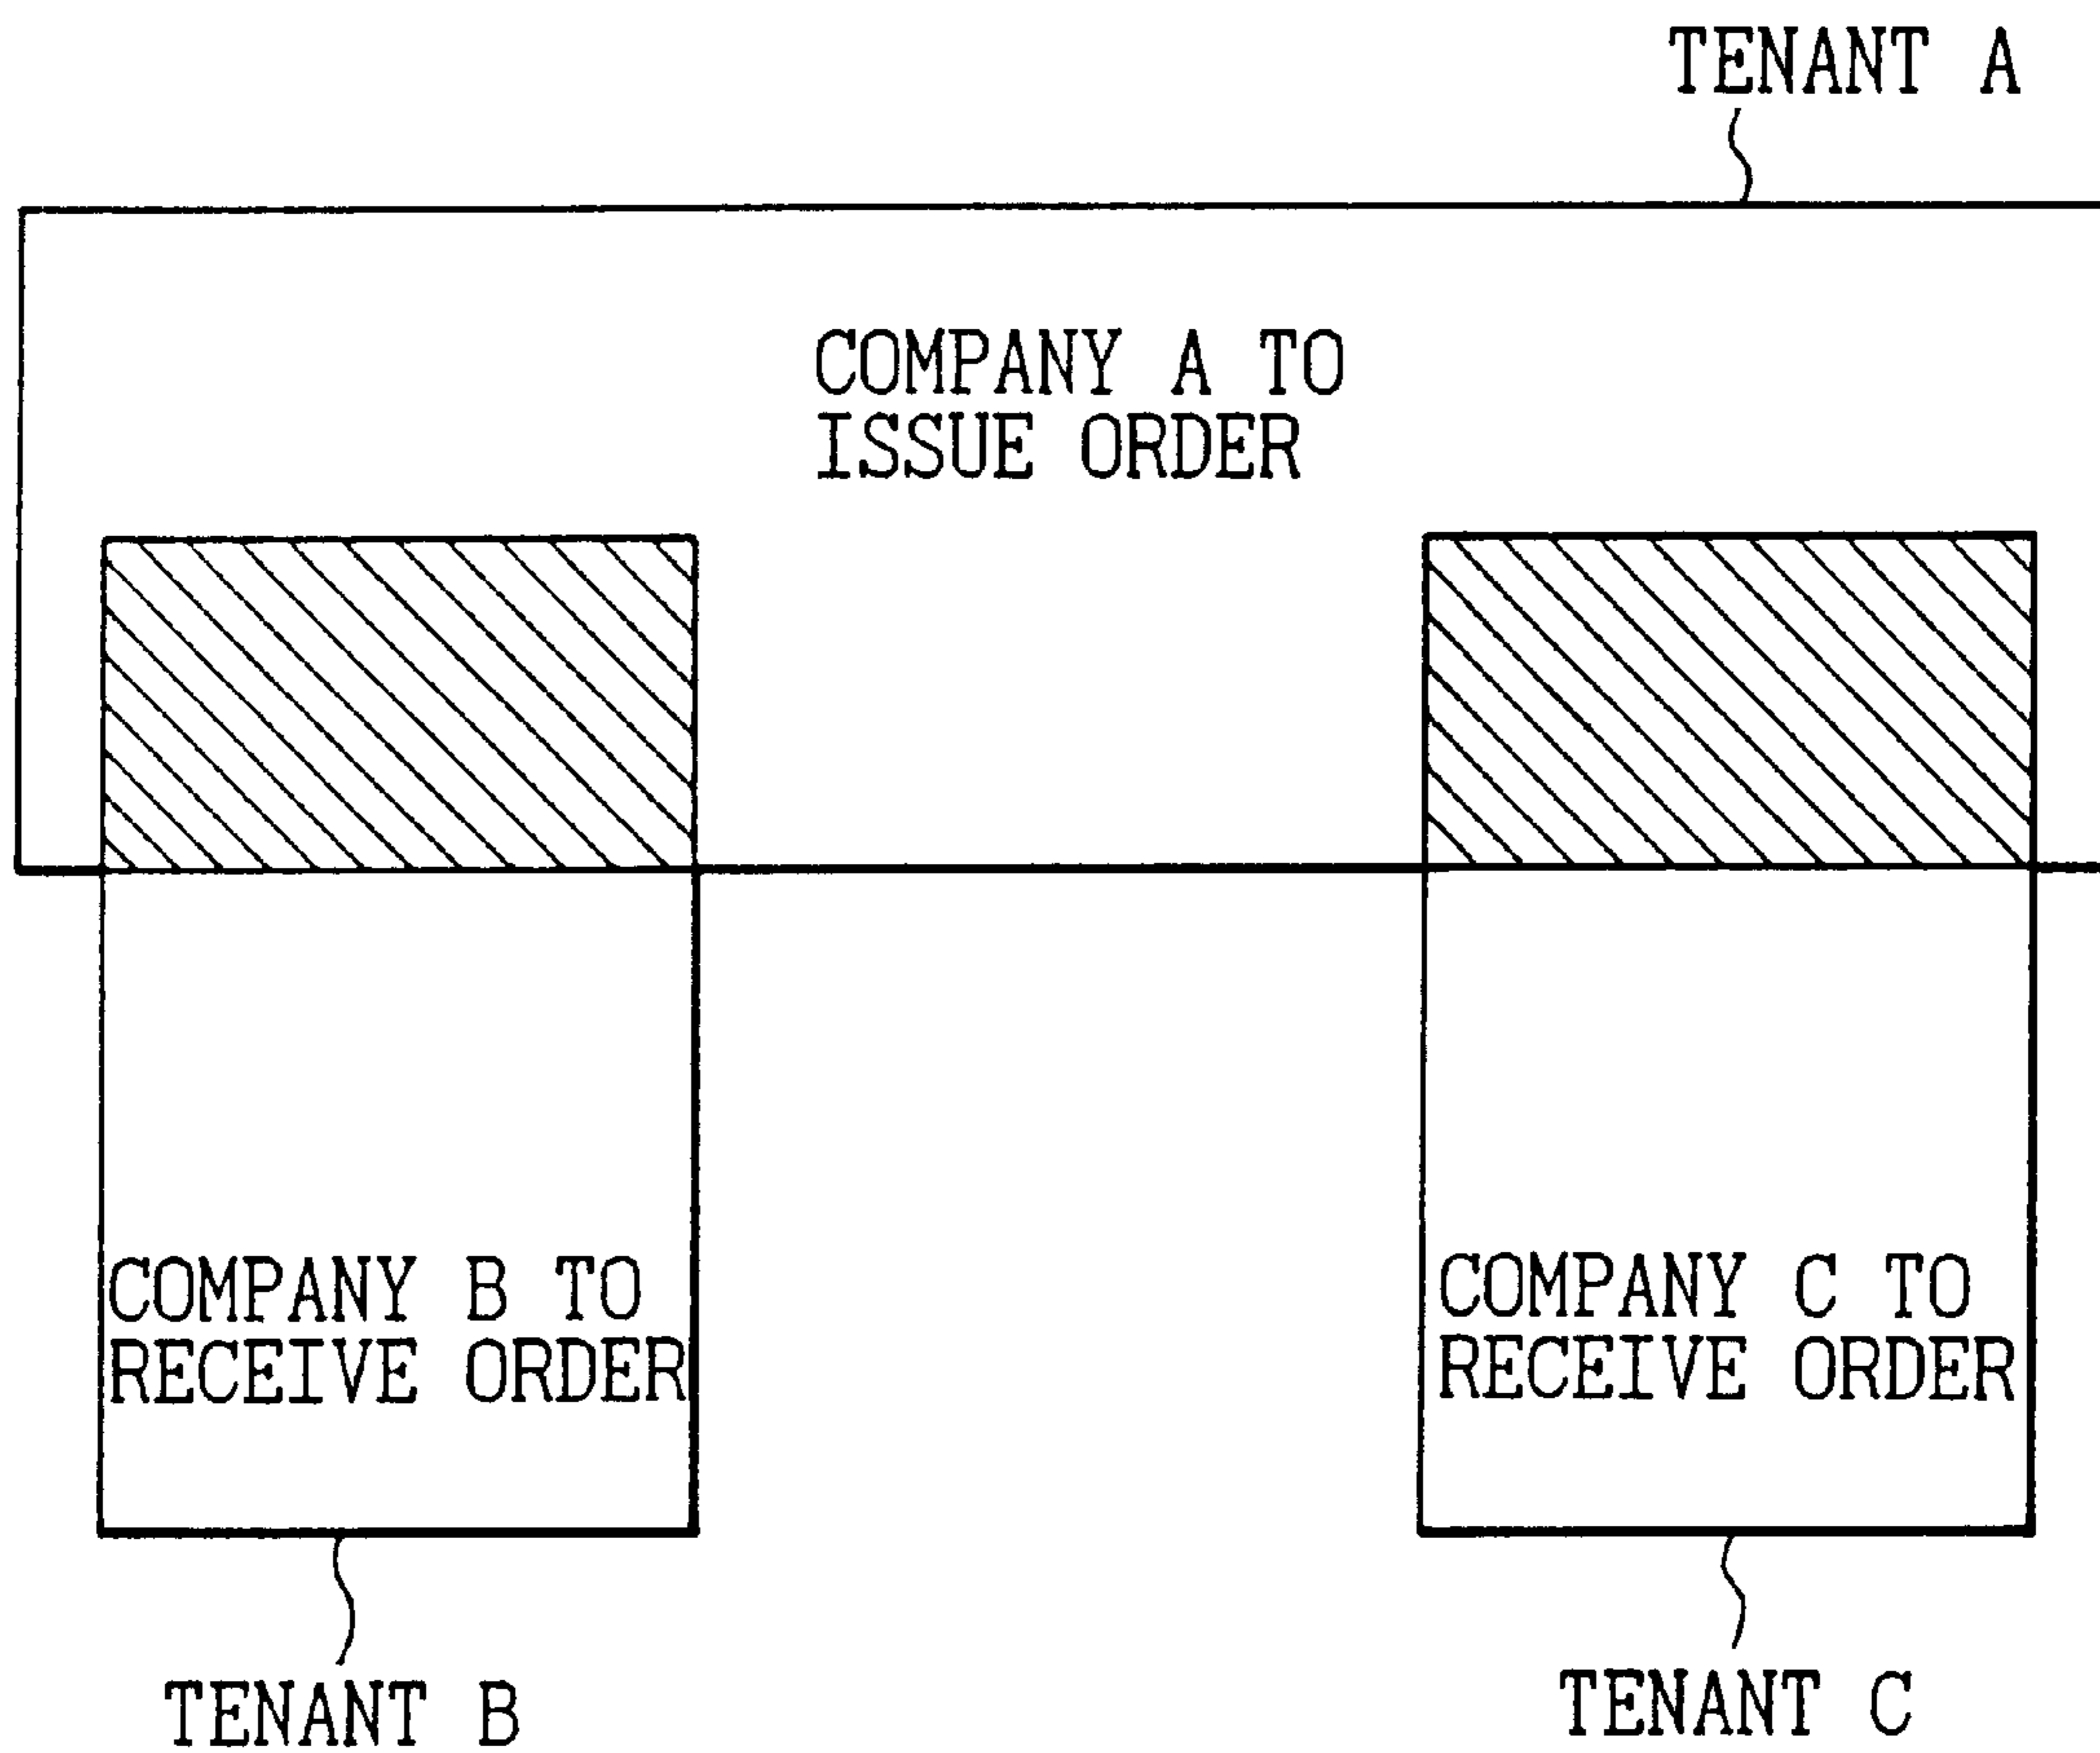 TENANT A
COMPANY A TO
ISSUE ORDER
COMPANY B TO
RECEIVE ORDER
COMPANY C TO
RECEIVE ORDER
TENANT B
TENANT C